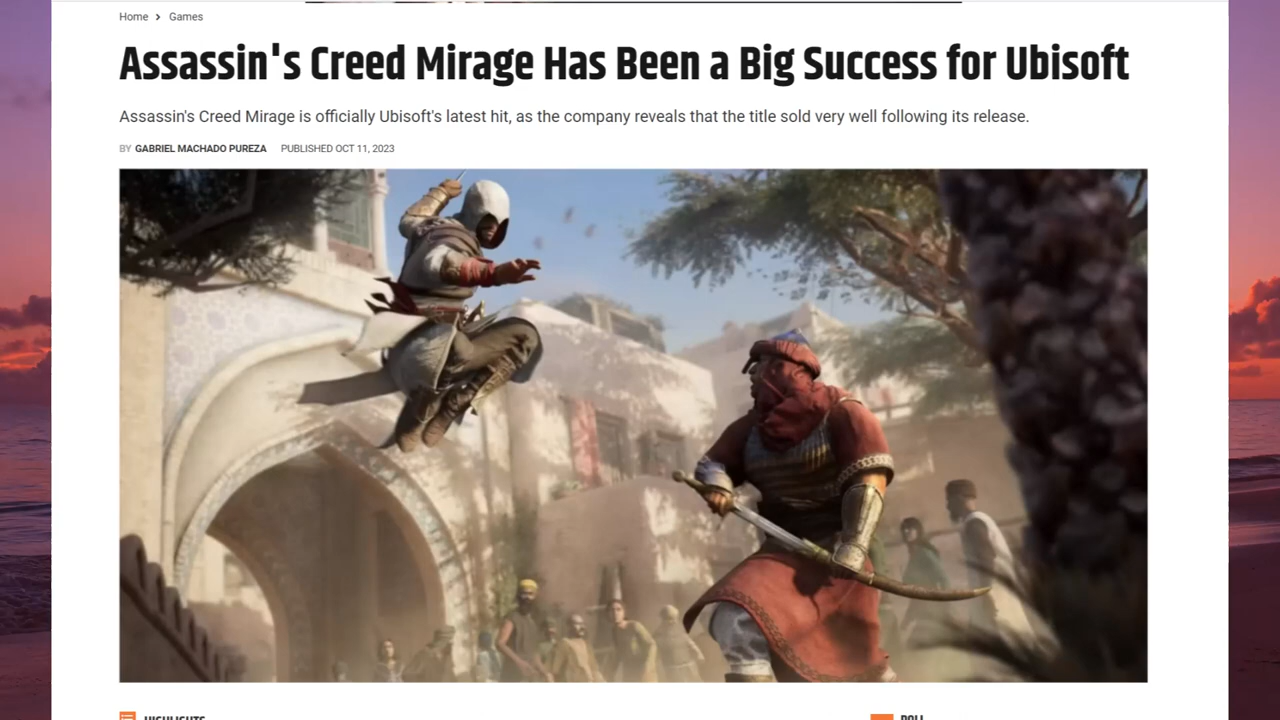 Home > Games
Assassin's Creed Mirage Has Been a Big Success for Ubisoft
Assassin's Creed Mirage is officially Ubisoft's latest hit, as the company reveals that the title sold very well following its release.
BY GABRIEL MACHADO PUREZA PUBLISHED OCT 11, 2023
HIGHLIGHTS
POLL